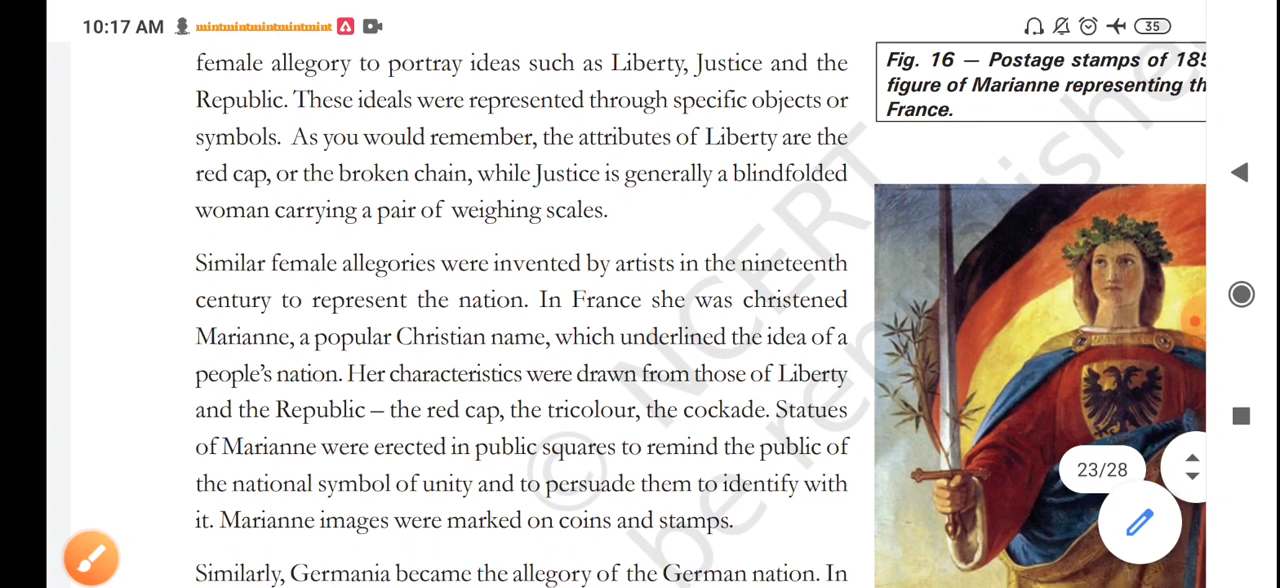 10:17 AM mintmintmintmintmint 35
female allegory to portray ideas such as Liberty, Justice and the
Republic. These ideals were represented through specific objects or
symbols. As you would remember, the attributes of Liberty are the
red cap, or the broken chain, while Justice is generally a blindfolded
woman carrying a pair of weighing scales.
Similar female allegories were invented by artists in the nineteenth
century to represent the nation. In France she was christened
Marianne, a popular Christian name, which underlined the idea of a
people's nation. Her characteristics were drawn from those of Liberty
and the Republic – the red cap, the tricolour, the cockade. Statues
of Marianne were erected in public squares to remind the public of
the national symbol of unity and to persuade them to identify with
it. Marianne images were marked on coins and stamps.
Similarly, Germania became the allegory of the German nation. In
Fig. 16 — Postage stamps of 185
figure of Marianne representing th
France.
23/28
© NCERT
be republishe